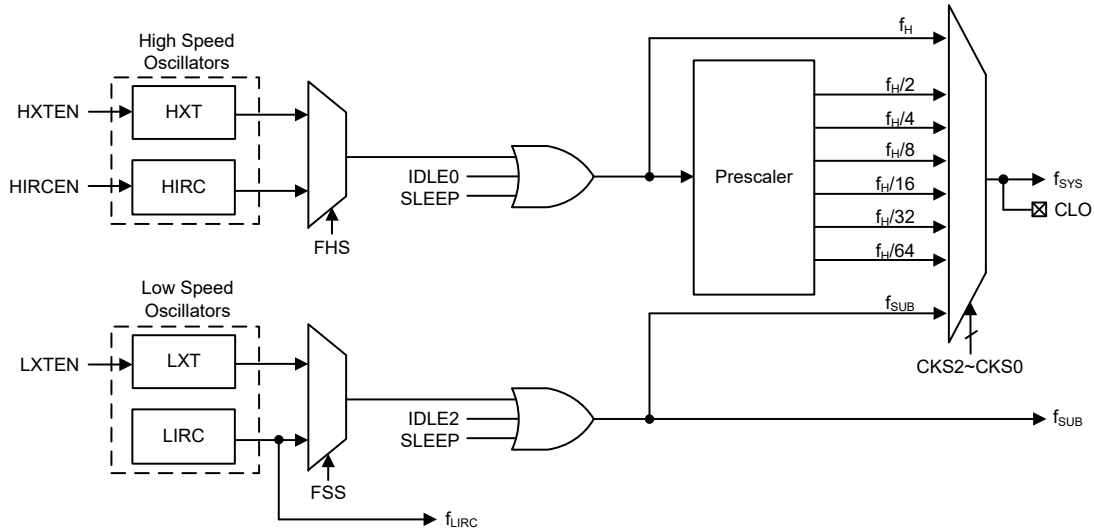 High Speed
Oscillators
HXTEN
HXT
HIRCEN
HIRC
FHS
IDLE0
SLEEP
Prescaler
fH
fH/2
fH/4
fH/8
fH/16
fH/32
fH/64
fSUB
CKS2~CKS0
fSYS
CLO
Low Speed
Oscillators
LXTEN
LXT
LIRC
FSS
IDLE2
SLEEP
fSUB
fLIRC